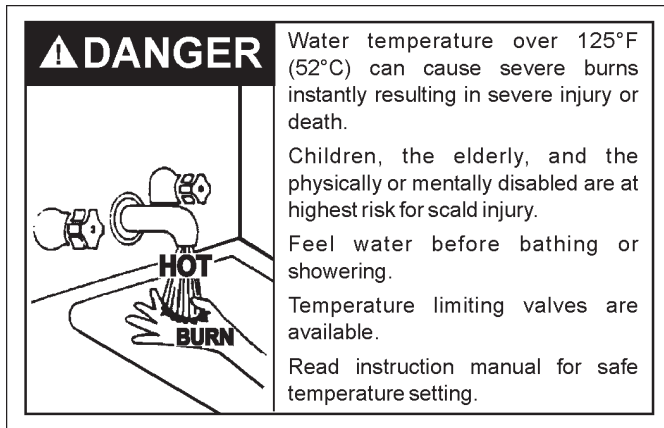 DANGER
HOT
BURN
Water temperature over 125°F
(52°C) can cause severe burns
instantly resulting in severe injury or
death.
Children, the elderly, and the
physically or mentally disabled are at
highest risk for scald injury.
Feel water before bathing or
showering.
Temperature limiting valves are
available.
Read instruction manual for safe
temperature setting.